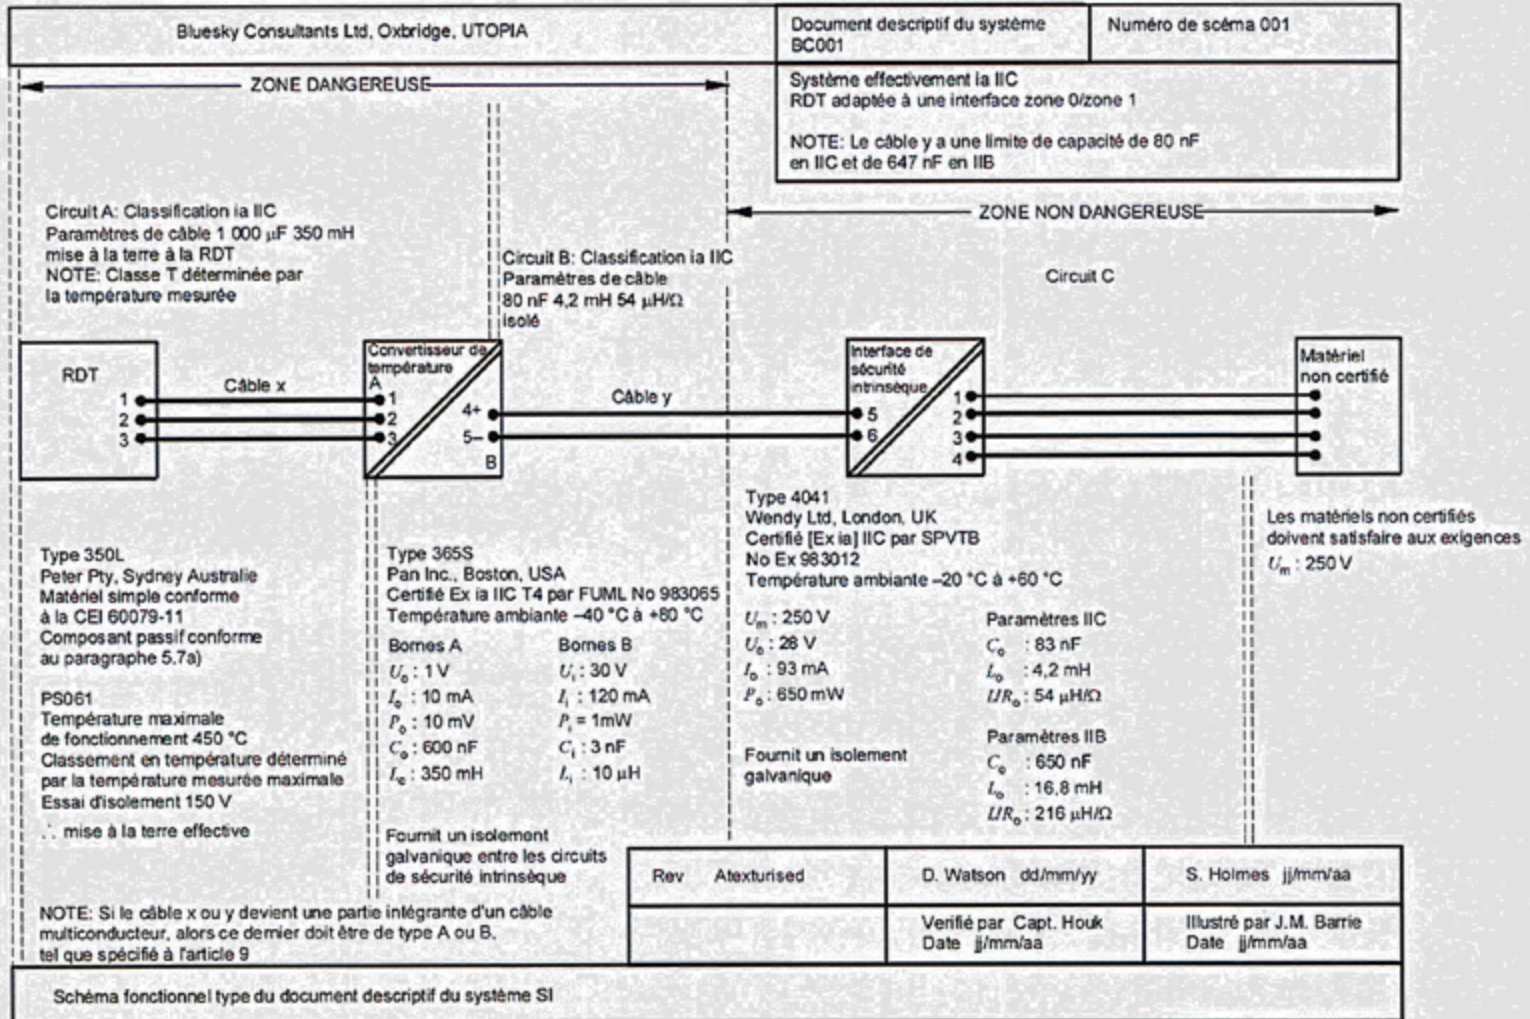 Bluesky Consultants Ltd, Oxbridge, UTOPIA
Document descriptif du système
BC001
Numéro de scéma 001
ZONE DANGEREUSE
Système effectivement ia IIC
RDT adaptée à une interface zone 0/zone 1
NOTE: Le câble y a une limite de capacité de 80 nF
en IIC et de 647 nF en IIB
ZONE NON DANGEREUSE
Circuit A: Classification ia IIC
Paramètres de câble 1 000 µF 350 mH
mise à la terre à la RDT
NOTE: Classe T déterminée par
la température mesurée
Circuit B: Classification ia IIC
Paramètres de câble
80 nF 4,2 mH 54 µH/Ω
isolé
Circuit C
RDT
1
2
3
Câble x
Convertisseur de
température
A
1
2
3
4+
5–
B
Câble y
Interface de
sécurité
intrinsèque
5
6
1
2
3
4
Matériel
non certifié
Type 350L
Peter Pty, Sydney Australie
Matériel simple conforme
à la CEI 60079-11
Composant passif conforme
au paragraphe 5.7a)
PS061
Température maximale
de fonctionnement 450 °C
Classement en température déterminé
par la température mesurée maximale
Essai d'isolement 150 V
∴ mise à la terre effective
Type 365S
Pan Inc., Boston, USA
Certifié Ex ia IIC T4 par FUML No 983065
Température ambiante –40 °C à +80 °C
Bornes A
Uo : 1 V
Io : 10 mA
Po : 10 mV
Co : 600 nF
Lo : 350 mH
Bornes B
Ui : 30 V
Ii : 120 mA
Pi = 1mW
Ci : 3 nF
Li : 10 µH
Fournit un isolement
galvanique entre les circuits
de sécurité intrinsèque
Type 4041
Wendy Ltd, London, UK
Certifié [Ex ia] IIC par SPVTB
No Ex 983012
Température ambiante –20 °C à +60 °C
Um : 250 V
Uo : 28 V
Io : 93 mA
Po : 650 mW
Fournit un isolement
galvanique
Paramètres IIC
Co : 83 nF
Lo : 4,2 mH
L/Ro : 54 µH/Ω
Paramètres IIB
Co : 650 nF
Lo : 16,8 mH
L/Ro : 216 µH/Ω
Les matériels non certifiés
doivent satisfaire aux exigences
Um : 250 V
NOTE: Si le câble x ou y devient une partie intégrante d'un câble
multiconducteur, alors ce dernier doit être de type A ou B,
tel que spécifié à l'article 9
Rev Atexturised
D. Watson dd/mm/yy
S. Holmes jj/mm/aa
Verifié par Capt. Houk
Date jj/mm/aa
Illustré par J.M. Barrie
Date jj/mm/aa
Schéma fonctionnel type du document descriptif du système SI